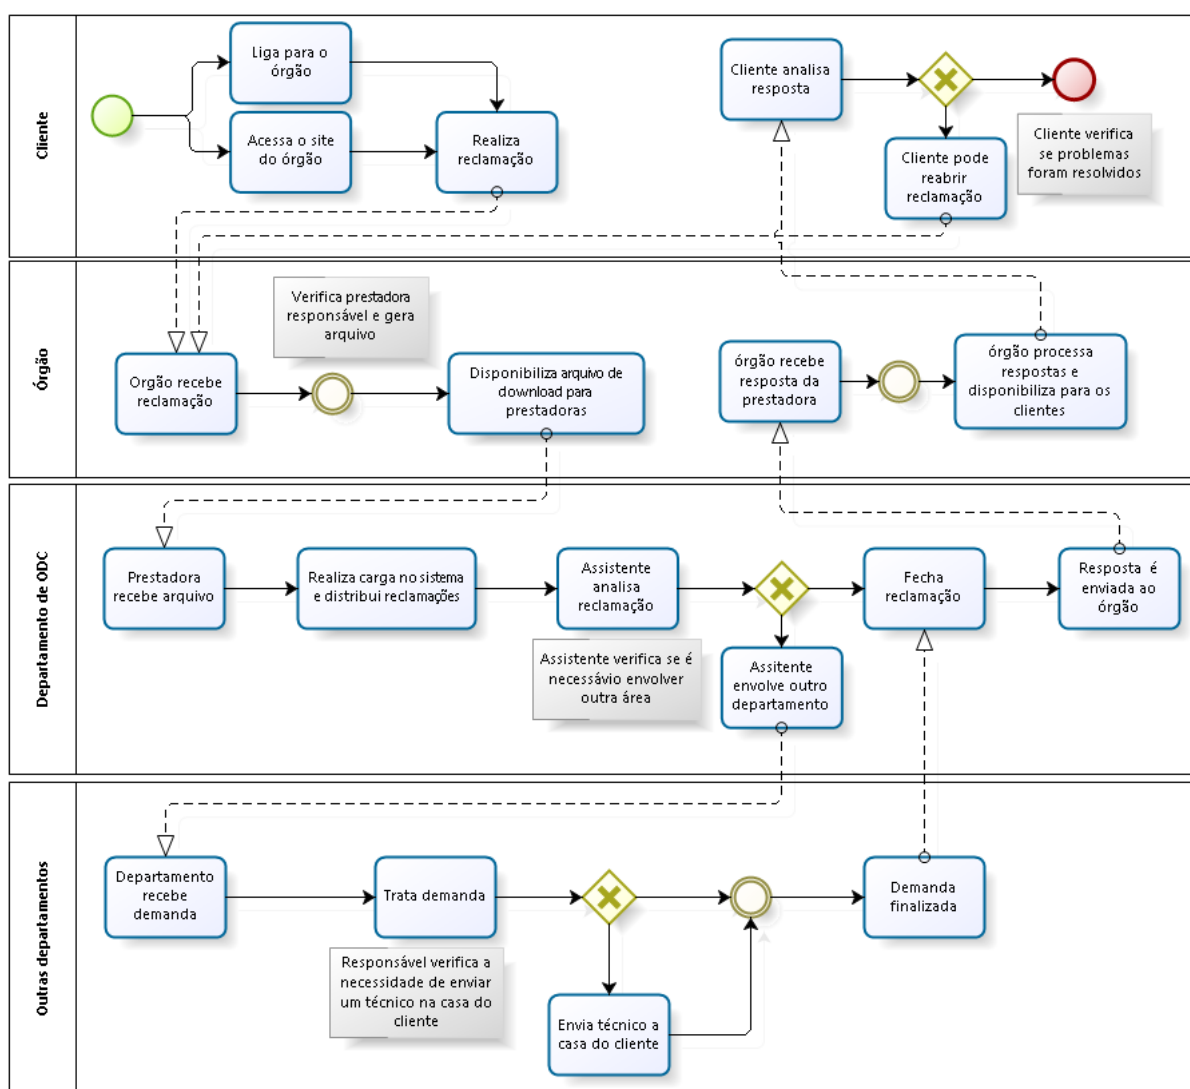 Cliente
Liga para o
órgão
Acessa o site
do órgão
Realiza
reclamação
Cliente analisa
resposta
Cliente pode
reabrir
reclamação
Cliente verifica
se problemas
foram resolvidos
Órgão
Verifica prestadora
responsável e gera
arquivo
Orgão recebe
reclamação
Disponibiliza arquivo de
download para
prestadoras
órgão recebe
resposta da
prestadora
órgão processa
respostas e
disponibiliza para os
clientes
Departamento de ODC
Prestadora
recebe arquivo
Realiza carga no sistema
e distribui reclamações
Assistente
analisa
reclamação
Assistente verifica se é
necessávio envolver
outra área
Assitente
envolve outro
departamento
Fecha
reclamação
Resposta é
enviada ao
órgão
Outras departamentos
Departamento
recebe
demanda
Trata demanda
Responsável verifica a
necessidade de enviar
um técnico na casa do
cliente
Envia técnico a
casa do cliente
Demanda
finalizada